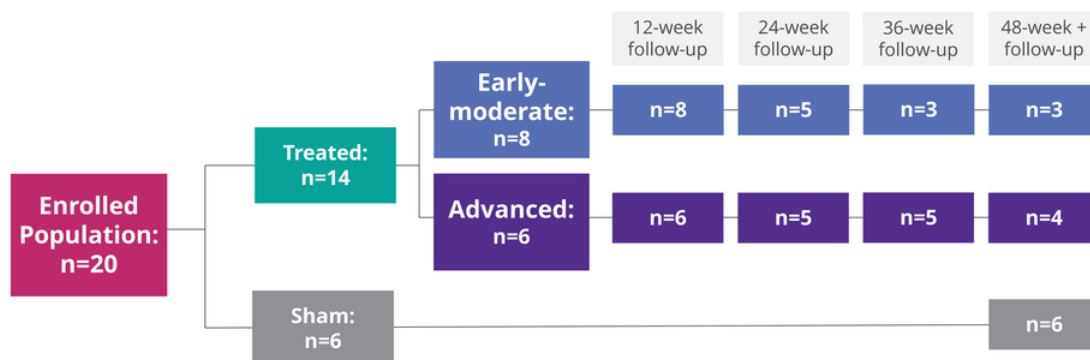 12-week
follow-up
24-week
follow-up
36-week
follow-up
48-week +
follow-up
Early-
moderate:
n=8
n=8
n=5
n=3
n=3
Treated:
n=14
Enrolled
Population:
n=20
Advanced:
n=6
n=6
n=5
n=5
n=4
Sham:
n=6
n=6